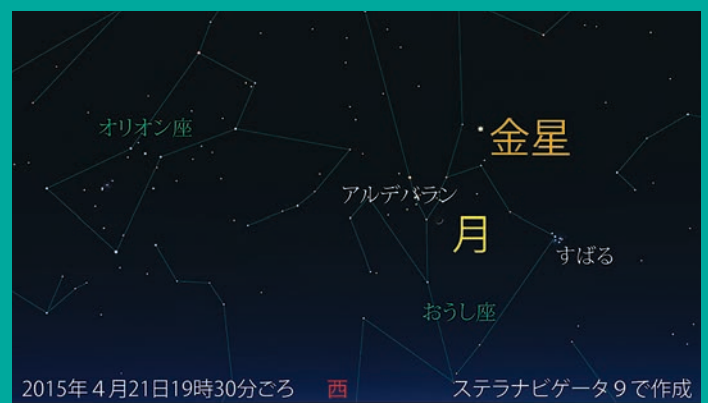 オリオン座
金星
アルデバラン
月
すばる
おうし座
2015年4月21日19時30分ごろ 西 ステラナビゲータ9で作成